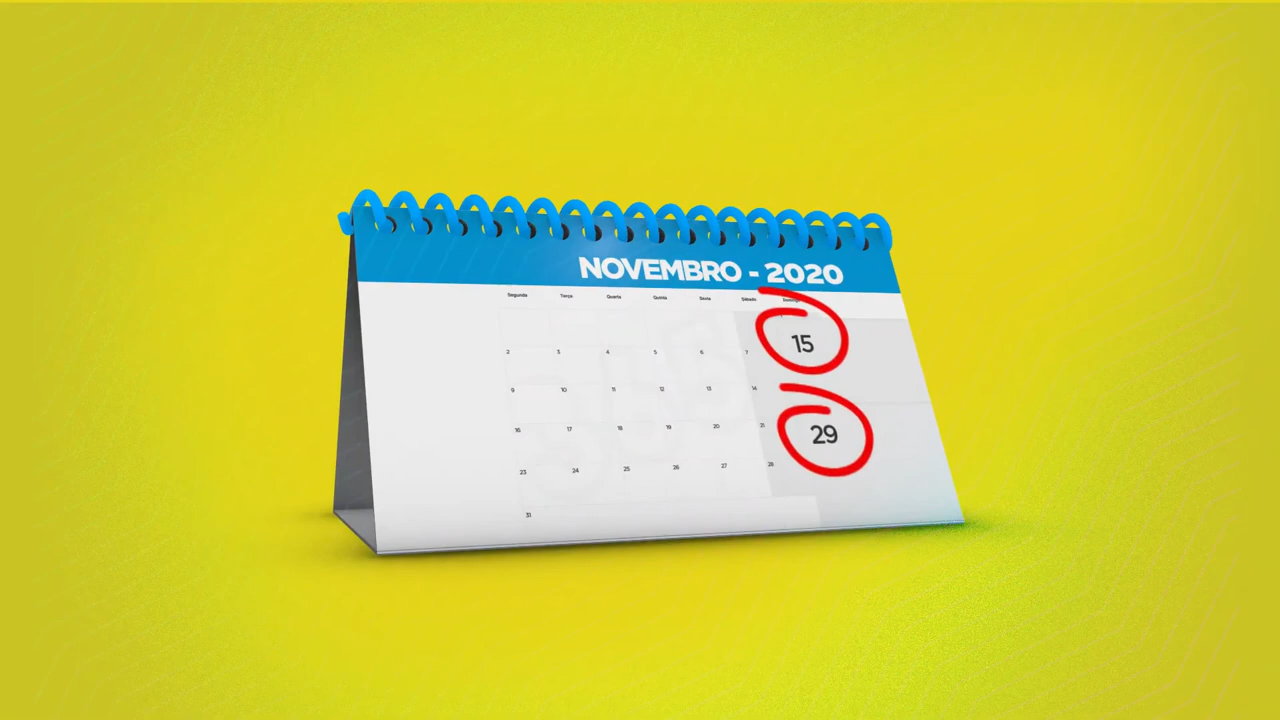 NOVEMBRO - 2020
Segunda Terça Quarta Quinta Sexta Sábado
15
2 3 4 5 6 7
9 10 11 12 13 14
29
16 17 18 19 20 21
23 24 25 26 27 28
31